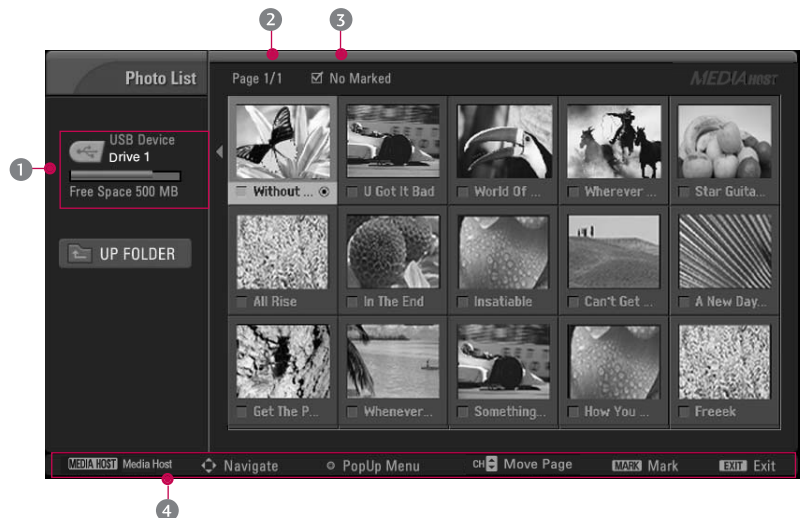 2 3
Photo List Page 1/1 No Marked MEDIA HOST
USB Device
Drive 1
1
Free Space 500 MB
Without ... U Got It Bad World Of ... Wherever ... Star Guita...
UP FOLDER
All Rise In The End Insatiable Can't Get ... A New Day...
Get The P... Whenever... Something... How You ... Freeek
MEDIA HOST Media Host Navigate PopUp Menu CH Move Page MARK Mark EXIT Exit
4